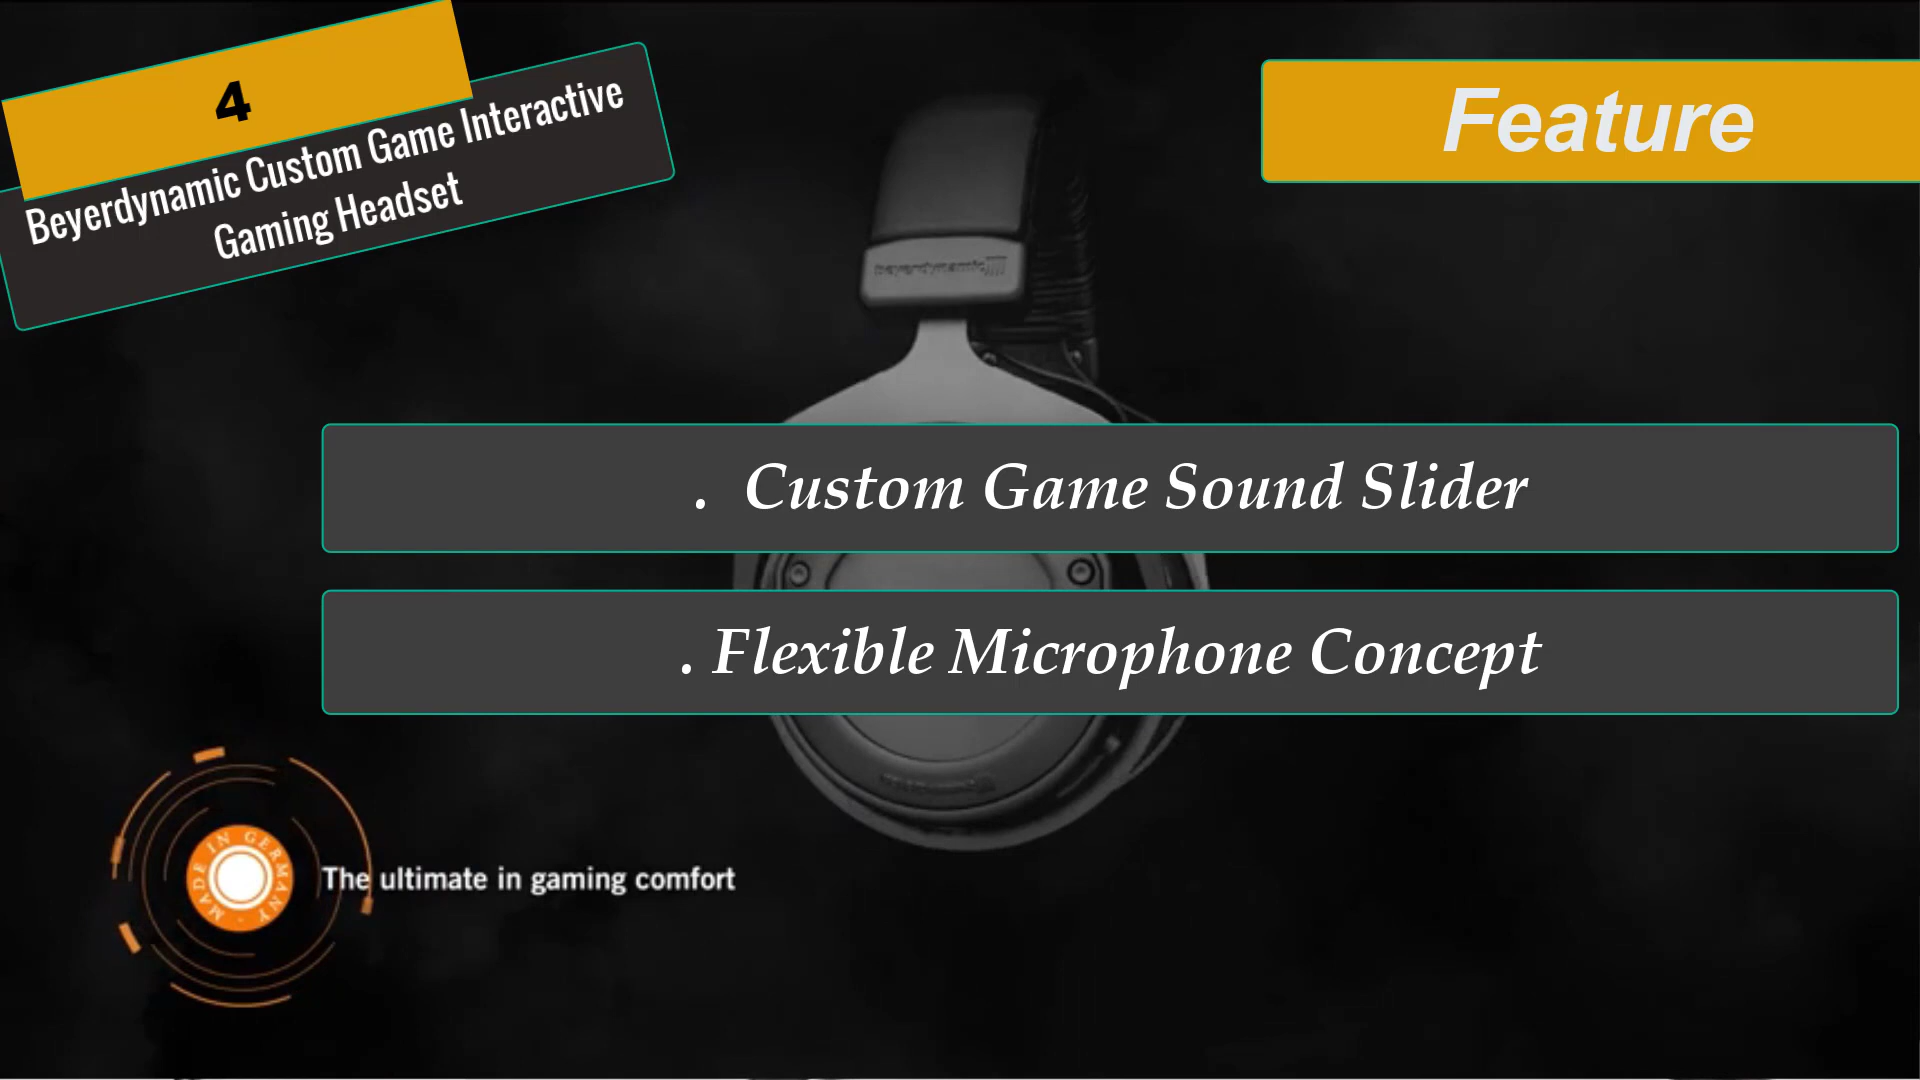 4
Beyerdynamic Custom Game Interactive
Gaming Headset
Feature
beyerdynamic
. Custom Game Sound Slider
. Flexible Microphone Concept
MADE IN GERMANY
The ultimate in gaming comfort